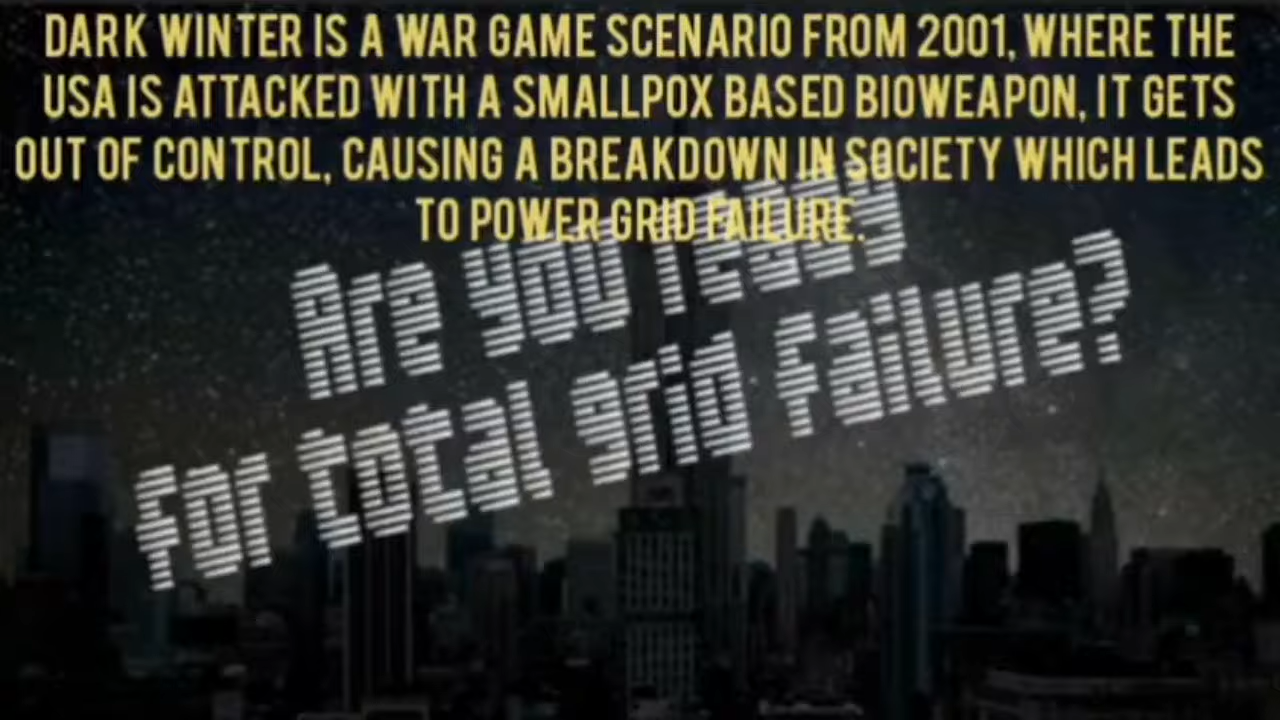 DARK WINTER IS A WAR GAME SCENARIO FROM 2001, WHERE THE
USA IS ATTACKED WITH A SMALLPOX BASED BIOWEAPON, IT GETS
OUT OF CONTROL, CAUSING A BREAKDOWN IN SOCIETY WHICH LEADS
TO POWER GRID FAILURE.
Are you ready
for total grid failure?